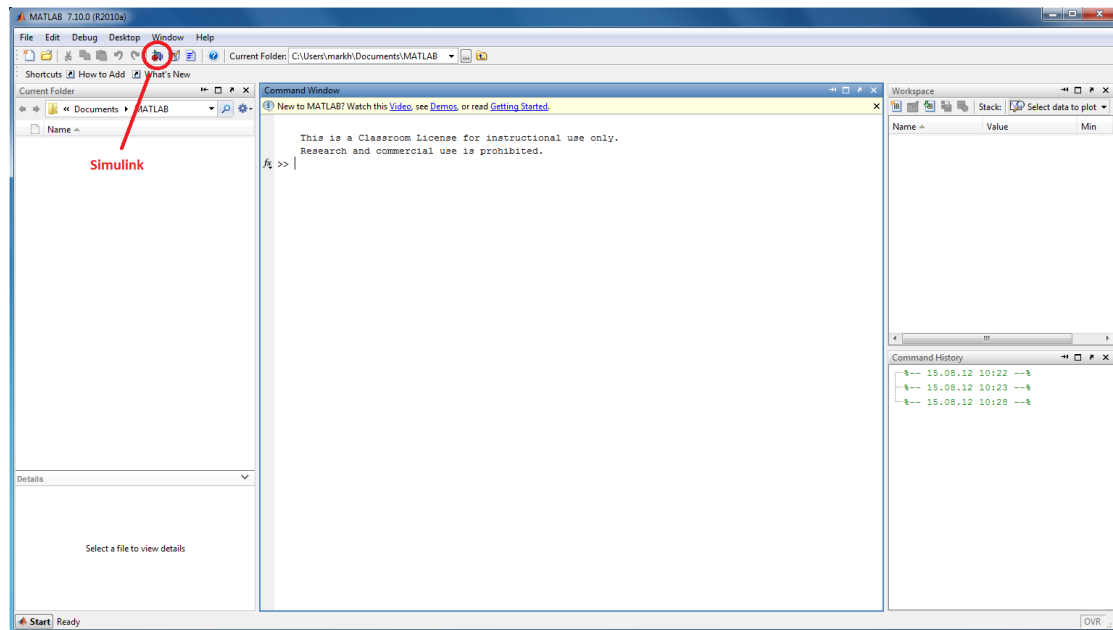 MATLAB 7.10.0 (R2010a)
File Edit Debug Desktop Window Help
Current Folder: C:\Users\markh\Documents\MATLAB ...
Shortcuts How to Add What's New
Current Folder
« Documents MATLAB
Name
Simulink
Details
Select a file to view details
Command Window
New to MATLAB? Watch this Video, see Demos, or read Getting Started.
This is a Classroom License for instructional use only.
Research and commercial use is prohibited.
fx >>
Workspace
Stack: Select data to plot
Name Value Min
Command History
%-- 15.08.12 10:22 --%
%-- 15.08.12 10:23 --%
%-- 15.08.12 10:28 --%
Start Ready
OVR